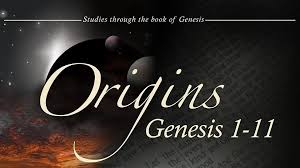 Studies through the book of Genesis
Origins
Genesis 1-11